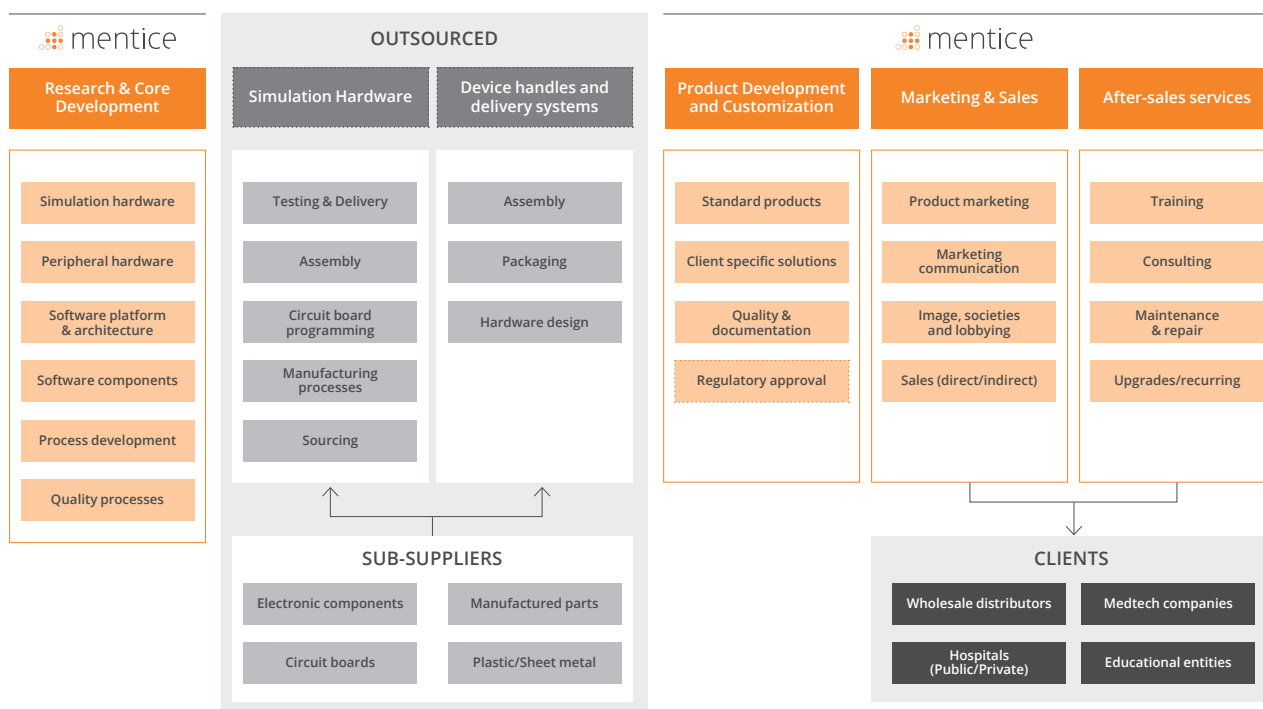 mentice
Research & Core
Development
Simulation hardware
Peripheral hardware
Software platform
& architecture
Software components
Process development
Quality processes
OUTSOURCED
Simulation Hardware
Testing & Delivery
Assembly
Circuit board
programming
Manufacturing
processes
Sourcing
Device handles and
delivery systems
Assembly
Packaging
Hardware design
SUB-SUPPLIERS
Electronic components
Manufactured parts
Circuit boards
Plastic/Sheet metal
mentice
Product Development
and Customization
Standard products
Client specific solutions
Quality &
documentation
Regulatory approval
Marketing & Sales
Product marketing
Marketing
communication
Image, societies
and lobbying
Sales (direct/indirect)
After-sales services
Training
Consulting
Maintenance
& repair
Upgrades/recurring
CLIENTS
Wholesale distributors
Medtech companies
Hospitals
(Public/Private)
Educational entities